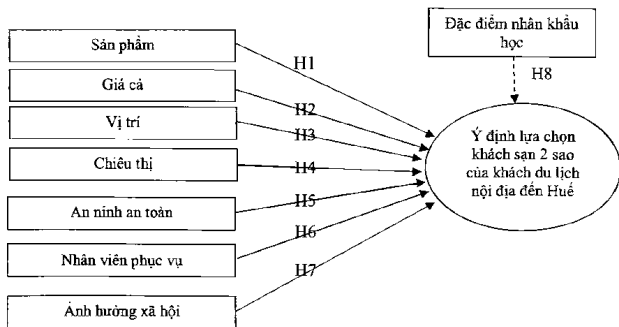 Sản phẩm
Giá cả
Vị trí
Chiêu thị
An ninh an toàn
Nhân viên phục vụ
Ảnh hưởng xã hội
H1
H2
H3
H4
H5
H6
H7
Đặc điểm nhân khẩu
học
H8
Ý định lựa chọn
khách sạn 2 sao
của khách du lịch
nội địa đến Huế